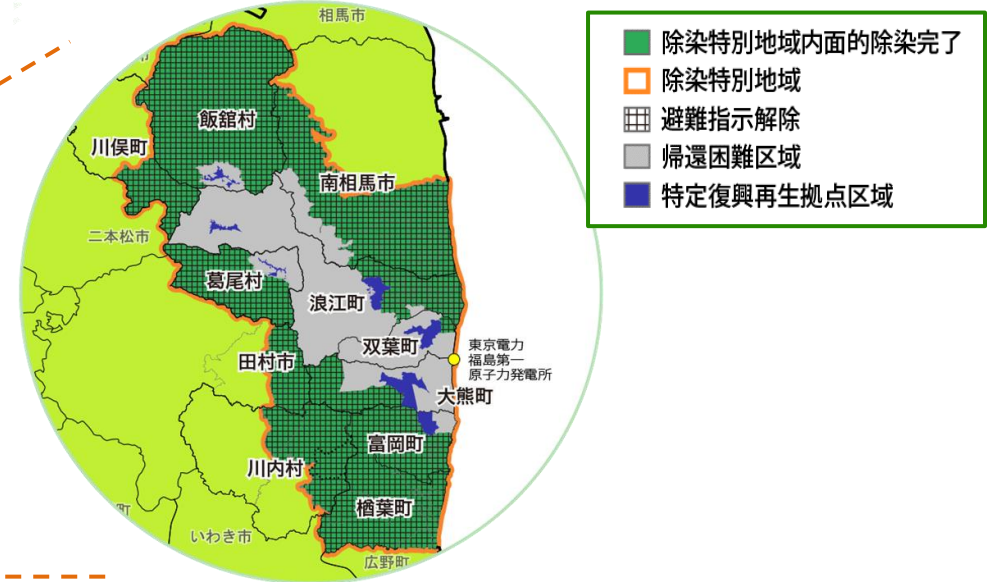 相馬市
除染特別地域内面的除染完了
除染特別地域
避難指示解除
帰還困難区域
特定復興再生拠点区域
飯舘村
川俣町
南相馬市
二本松市
葛尾村
浪江町
双葉町
東京電力
福島第一
原子力発電所
田村市
大熊町
富岡町
川内村
楢葉町
いわき市
広野町
町